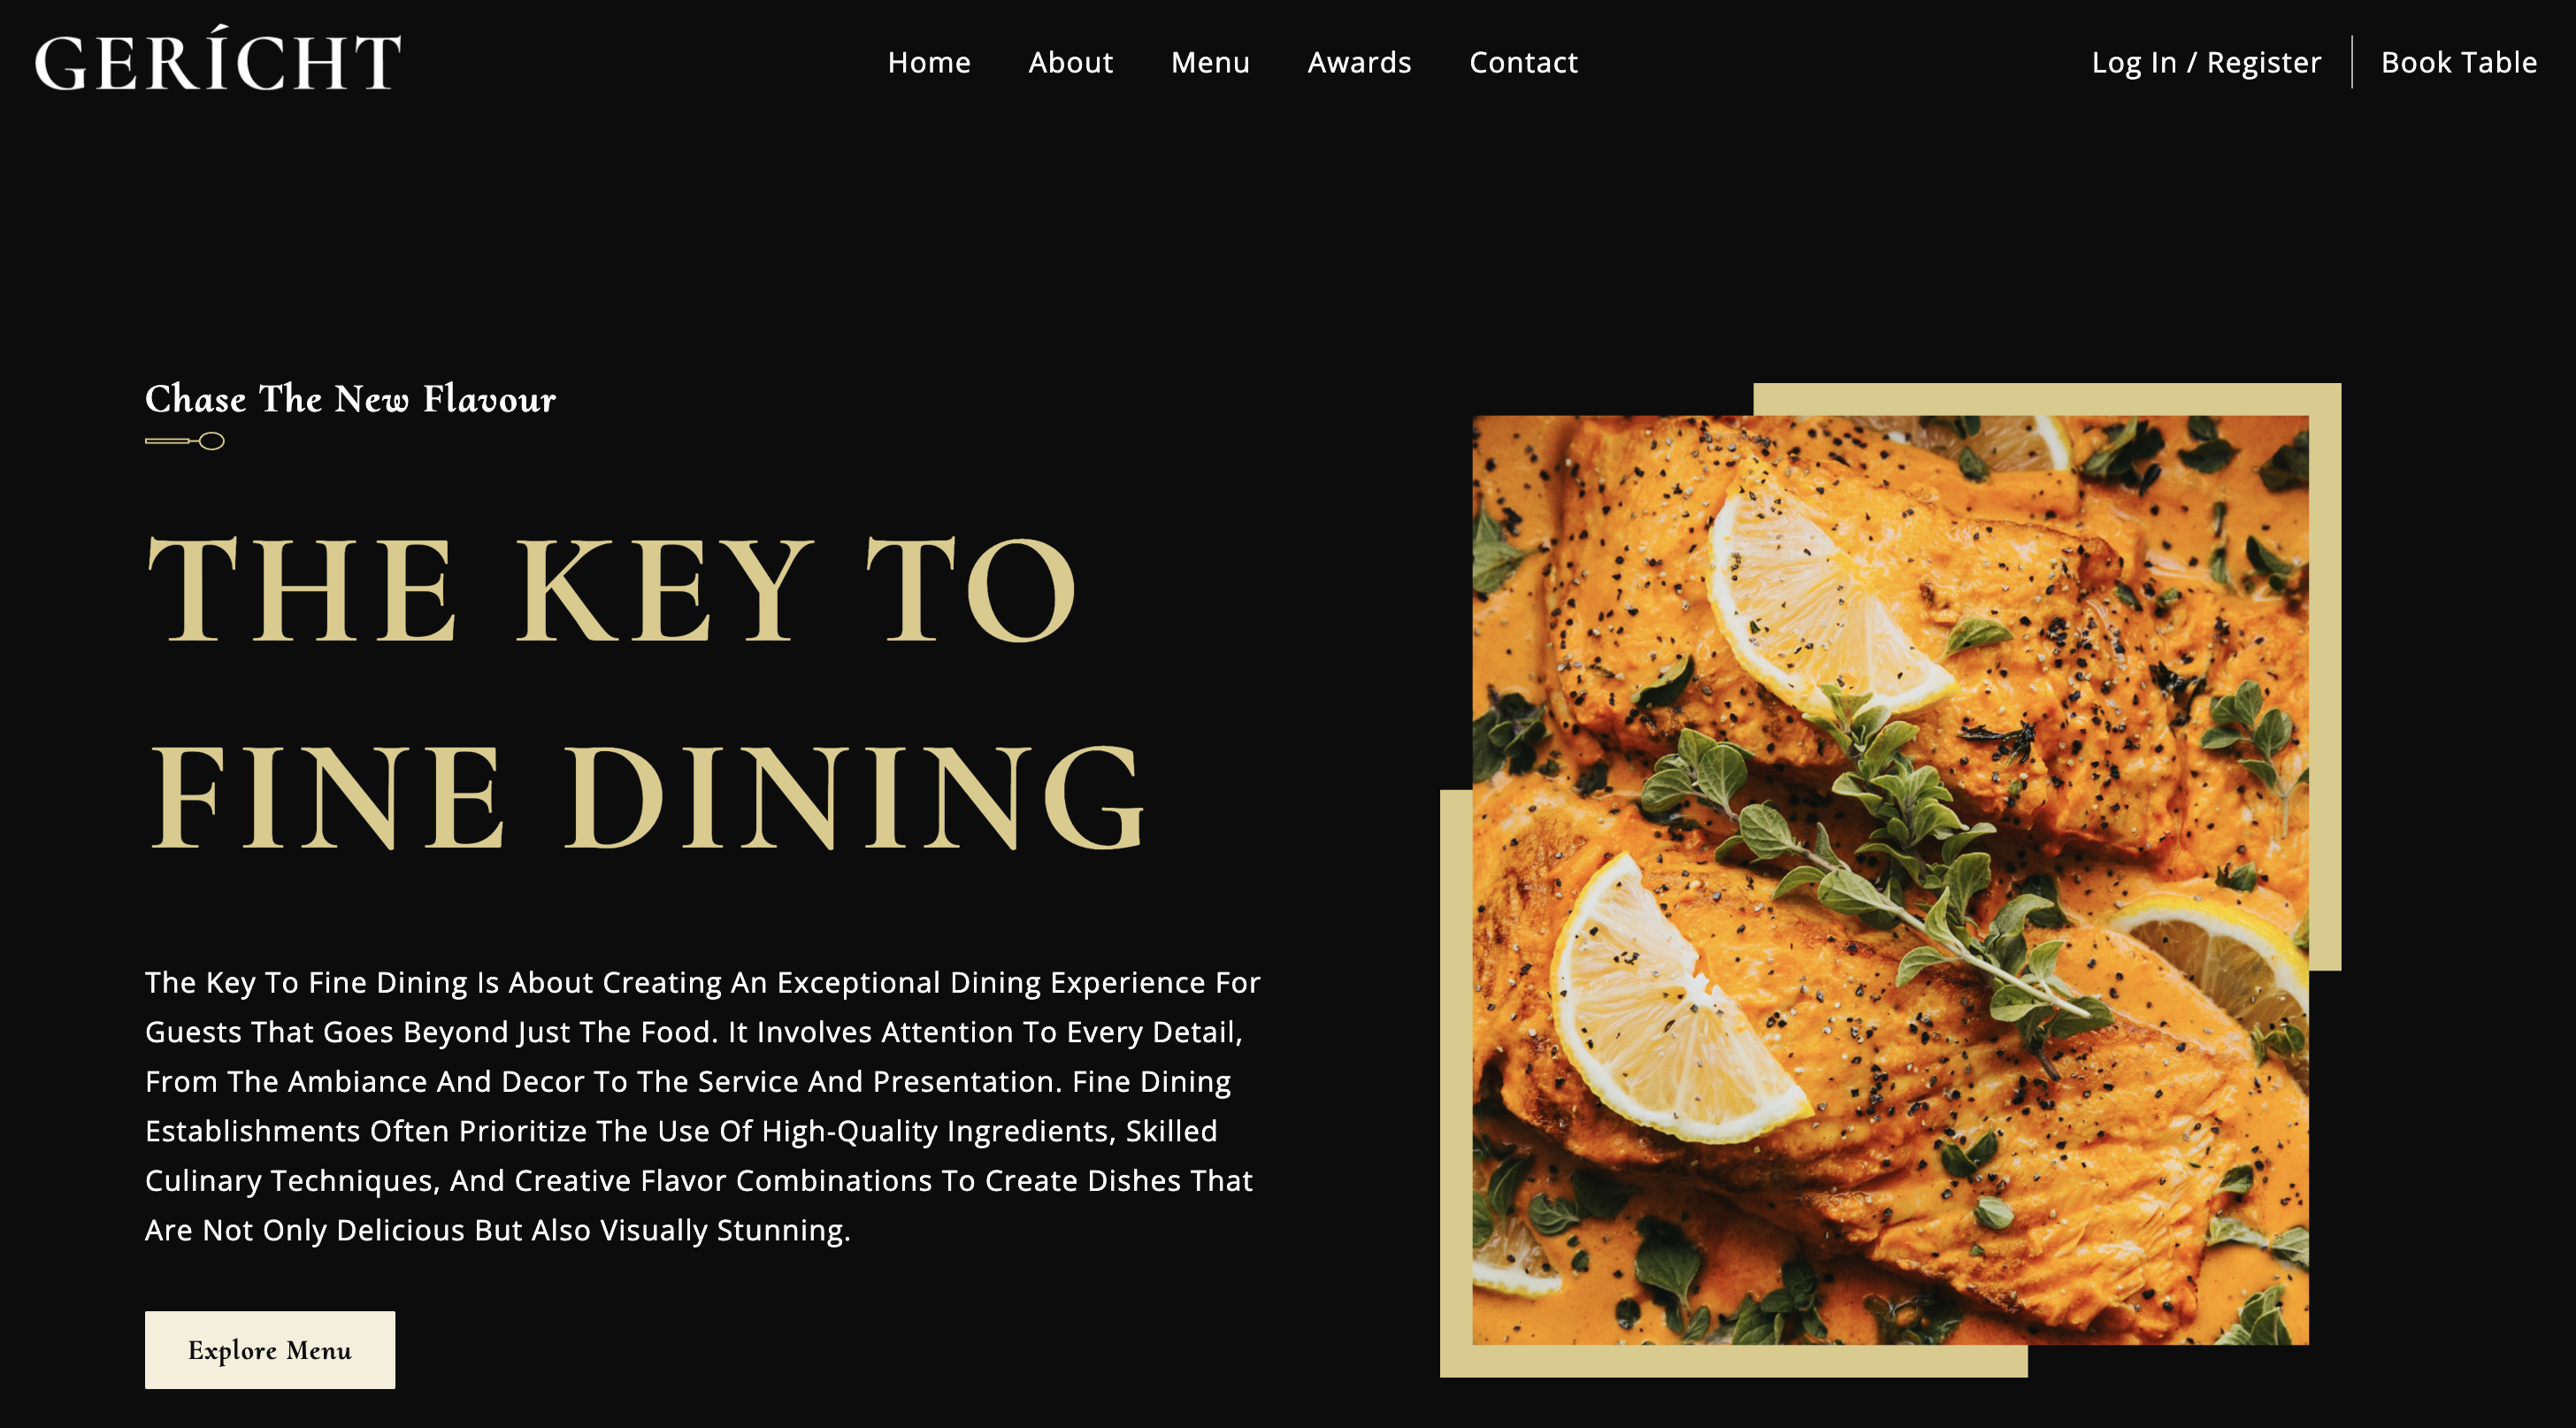 GERÍCHT
Home About Menu Awards Contact
Log In / Register Book Table
Chase The New Flavour
THE KEY TO
FINE DINING
The Key To Fine Dining Is About Creating An Exceptional Dining Experience For
Guests That Goes Beyond Just The Food. It Involves Attention To Every Detail,
From The Ambiance And Decor To The Service And Presentation. Fine Dining
Establishments Often Prioritize The Use Of High-Quality Ingredients, Skilled
Culinary Techniques, And Creative Flavor Combinations To Create Dishes That
Are Not Only Delicious But Also Visually Stunning.
Explore Menu